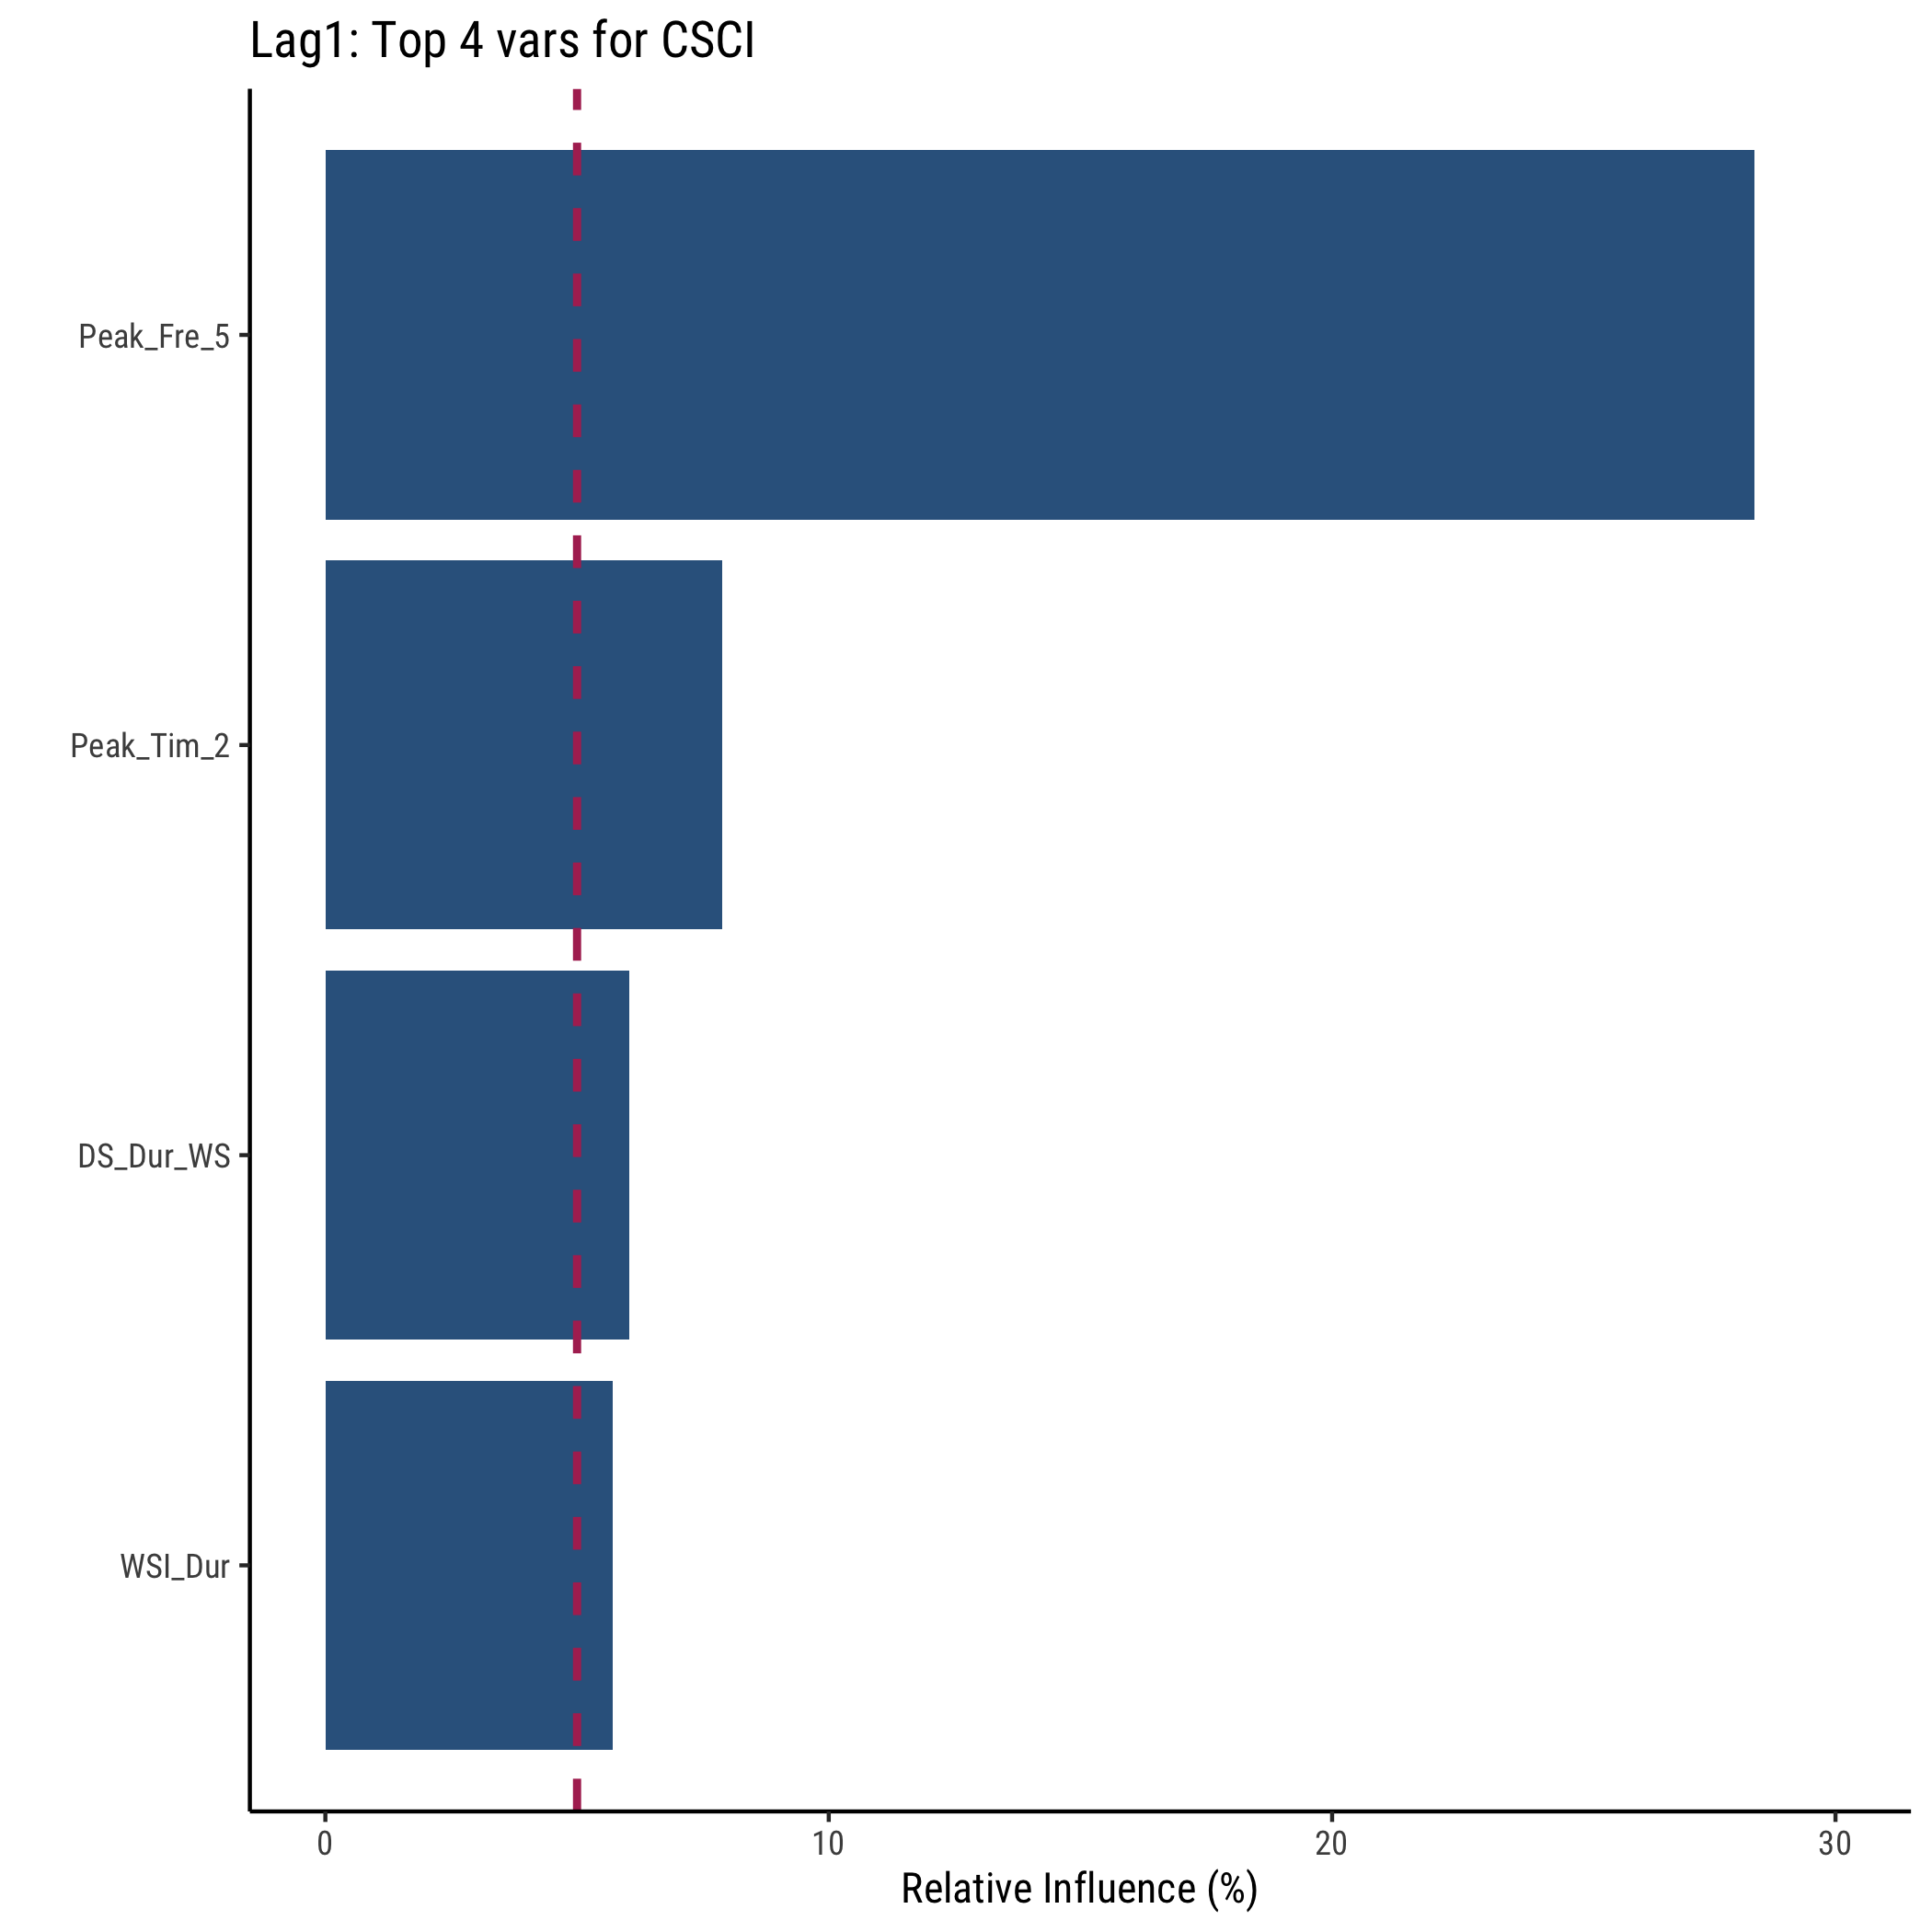 Lag1: Top 4 vars for CSCI
Peak_Fre_5
Peak_Tim_2
DS_Dur_WS
WSI_Dur
0 10 20 30
Relative Influence (%)